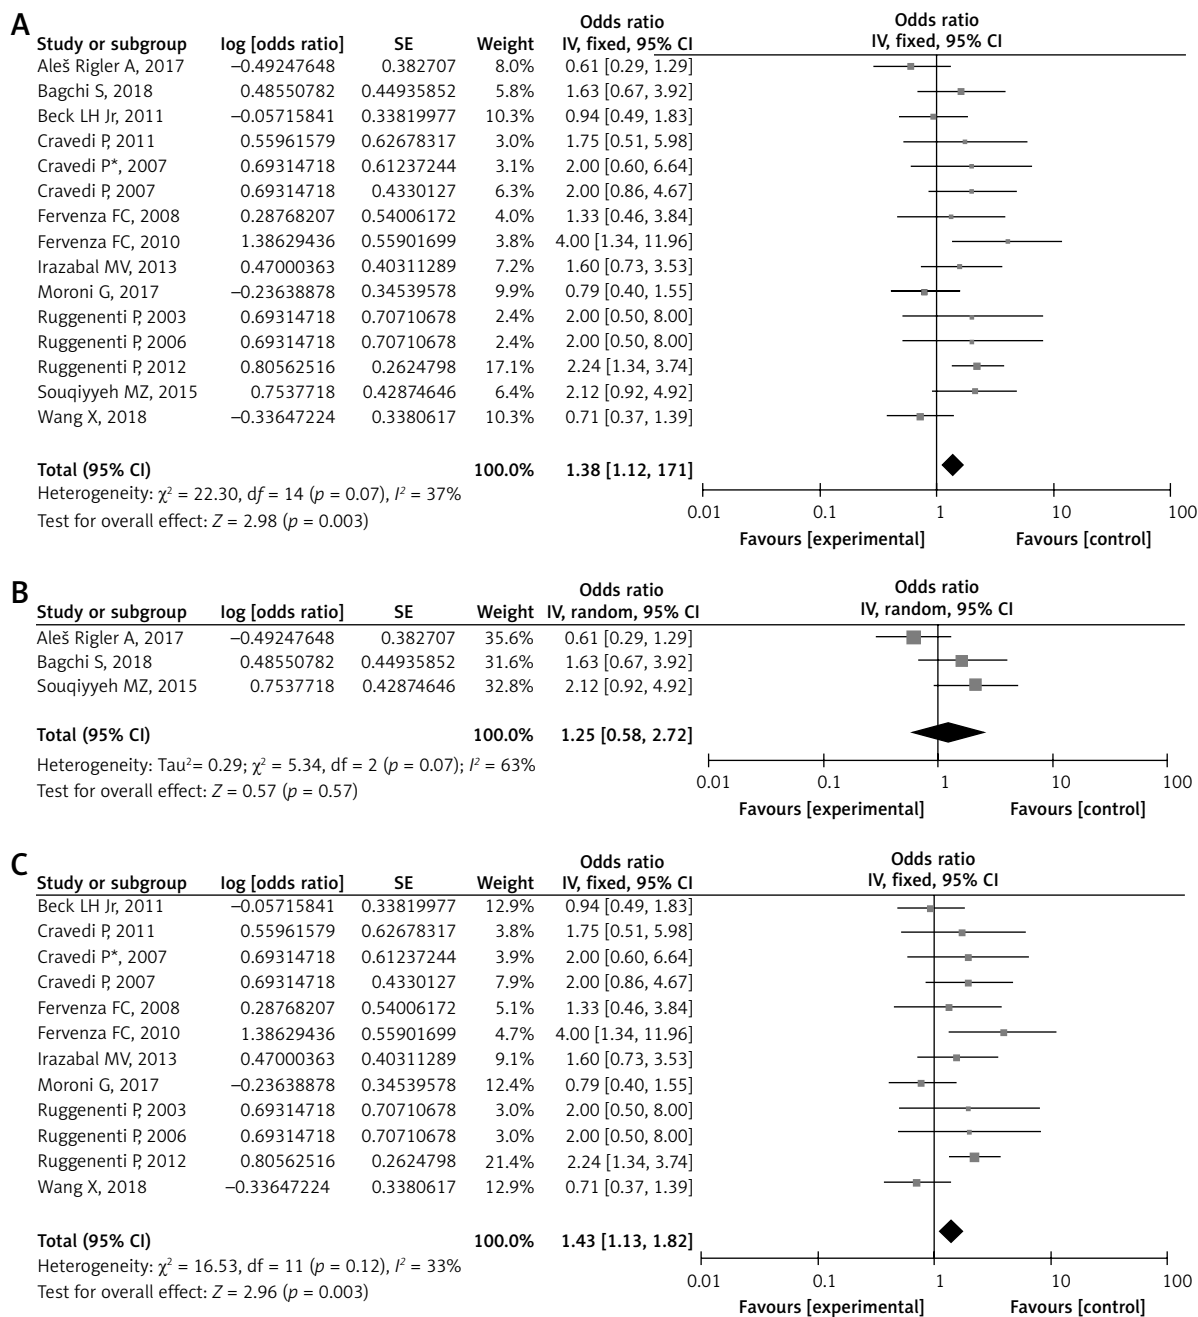 A
Odds ratio Odds ratio
Study or subgroup log [odds ratio] SE Weight IV, fixed, 95% CI IV, fixed, 95% CI
Aleš Rigler A, 2017 −0.49247648 0.382707 8.0% 0.61 [0.29, 1.29]
Bagchi S, 2018 0.48550782 0.44935852 5.8% 1.63 [0.67, 3.92]
Beck LH Jr, 2011 −0.05715841 0.33819977 10.3% 0.94 [0.49, 1.83]
Cravedi P, 2011 0.55961579 0.62678317 3.0% 1.75 [0.51, 5.98]
Cravedi P*, 2007 0.69314718 0.61237244 3.1% 2.00 [0.60, 6.64]
Cravedi P, 2007 0.69314718 0.4330127 6.3% 2.00 [0.86, 4.67]
Fervenza FC, 2008 0.28768207 0.54006172 4.0% 1.33 [0.46, 3.84]
Fervenza FC, 2010 1.38629436 0.55901699 3.8% 4.00 [1.34, 11.96]
Irazabal MV, 2013 0.47000363 0.40311289 7.2% 1.60 [0.73, 3.53]
Moroni G, 2017 −0.23638878 0.34539578 9.9% 0.79 [0.40, 1.55]
Ruggenenti P, 2003 0.69314718 0.70710678 2.4% 2.00 [0.50, 8.00]
Ruggenenti P, 2006 0.69314718 0.70710678 2.4% 2.00 [0.50, 8.00]
Ruggenenti P, 2012 0.80562516 0.2624798 17.1% 2.24 [1.34, 3.74]
Souqiyyeh MZ, 2015 0.7537718 0.42874646 6.4% 2.12 [0.92, 4.92]
Wang X, 2018 −0.33647224 0.3380617 10.3% 0.71 [0.37, 1.39]
Total (95% CI) 100.0% 1.38 [1.12, 171]
Heterogeneity: χ² = 22.30, df = 14 (p = 0.07), I² = 37%
Test for overall effect: Z = 2.98 (p = 0.003)
0.01 0.1 1 10 100
Favours [experimental] Favours [control]
B
Odds ratio Odds ratio
Study or subgroup log [odds ratio] SE Weight IV, random, 95% CI IV, random, 95% CI
Aleš Rigler A, 2017 −0.49247648 0.382707 35.6% 0.61 [0.29, 1.29]
Bagchi S, 2018 0.48550782 0.44935852 31.6% 1.63 [0.67, 3.92]
Souqiyyeh MZ, 2015 0.7537718 0.42874646 32.8% 2.12 [0.92, 4.92]
Total (95% CI) 100.0% 1.25 [0.58, 2.72]
Heterogeneity: Tau²= 0.29; χ² = 5.34, df = 2 (p = 0.07); I² = 63%
Test for overall effect: Z = 0.57 (p = 0.57)
0.01 0.1 1 10 100
Favours [experimental] Favours [control]
C
Odds ratio Odds ratio
Study or subgroup log [odds ratio] SE Weight IV, fixed, 95% CI IV, fixed, 95% CI
Beck LH Jr, 2011 −0.05715841 0.33819977 12.9% 0.94 [0.49, 1.83]
Cravedi P, 2011 0.55961579 0.62678317 3.8% 1.75 [0.51, 5.98]
Cravedi P*, 2007 0.69314718 0.61237244 3.9% 2.00 [0.60, 6.64]
Cravedi P, 2007 0.69314718 0.4330127 7.9% 2.00 [0.86, 4.67]
Fervenza FC, 2008 0.28768207 0.54006172 5.1% 1.33 [0.46, 3.84]
Fervenza FC, 2010 1.38629436 0.55901699 4.7% 4.00 [1.34, 11.96]
Irazabal MV, 2013 0.47000363 0.40311289 9.1% 1.60 [0.73, 3.53]
Moroni G, 2017 −0.23638878 0.34539578 12.4% 0.79 [0.40, 1.55]
Ruggenenti P, 2003 0.69314718 0.70710678 3.0% 2.00 [0.50, 8.00]
Ruggenenti P, 2006 0.69314718 0.70710678 3.0% 2.00 [0.50, 8.00]
Ruggenenti P, 2012 0.80562516 0.2624798 21.4% 2.24 [1.34, 3.74]
Wang X, 2018 −0.33647224 0.3380617 12.9% 0.71 [0.37, 1.39]
Total (95% CI) 100.0% 1.43 [1.13, 1.82]
Heterogeneity: χ² = 16.53, df = 11 (p = 0.12), I² = 33%
Test for overall effect: Z = 2.96 (p = 0.003)
0.01 0.1 1 10 100
Favours [experimental] Favours [control]